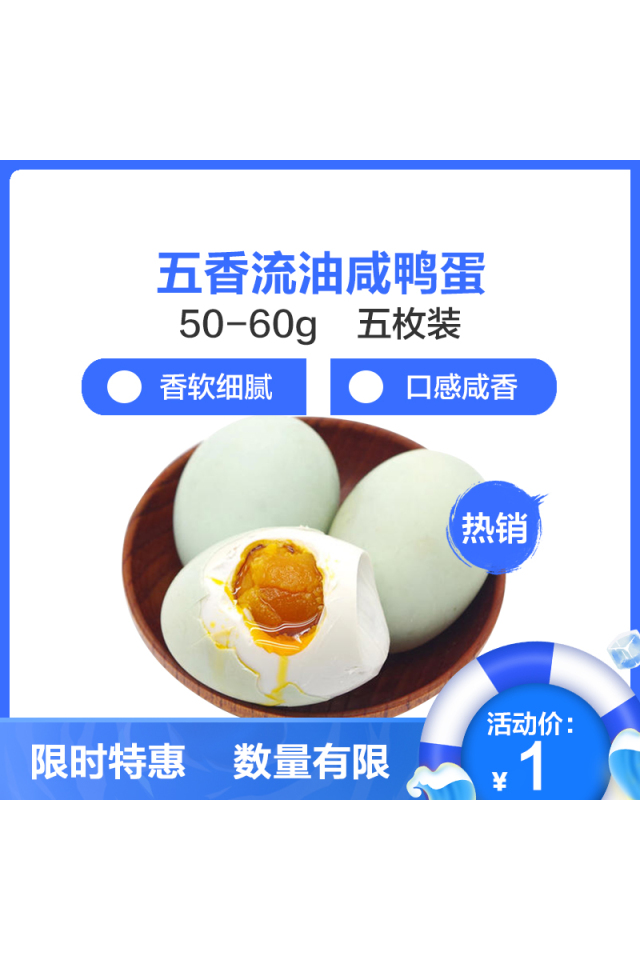 五香流油咸鸭蛋
50-60g 五枚装
香软细腻 口感咸香
热销
限时特惠 数量有限
活动价：
¥1